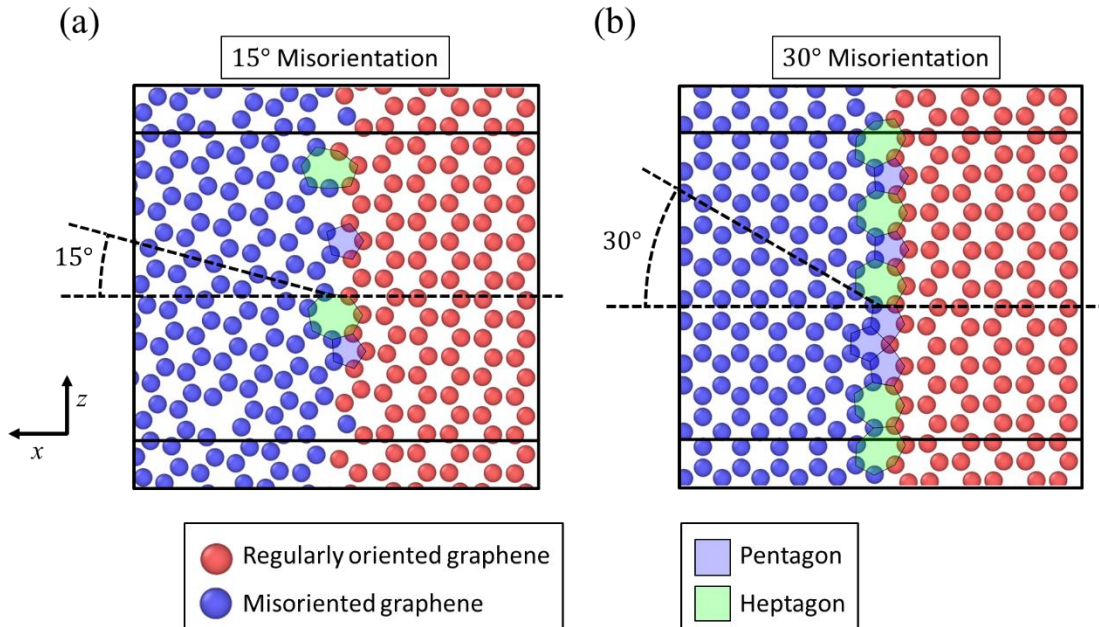 (a)
15° Misorientation
15°
z
x
(b)
30° Misorientation
30°
Regularly oriented graphene
Misoriented graphene
Pentagon
Heptagon